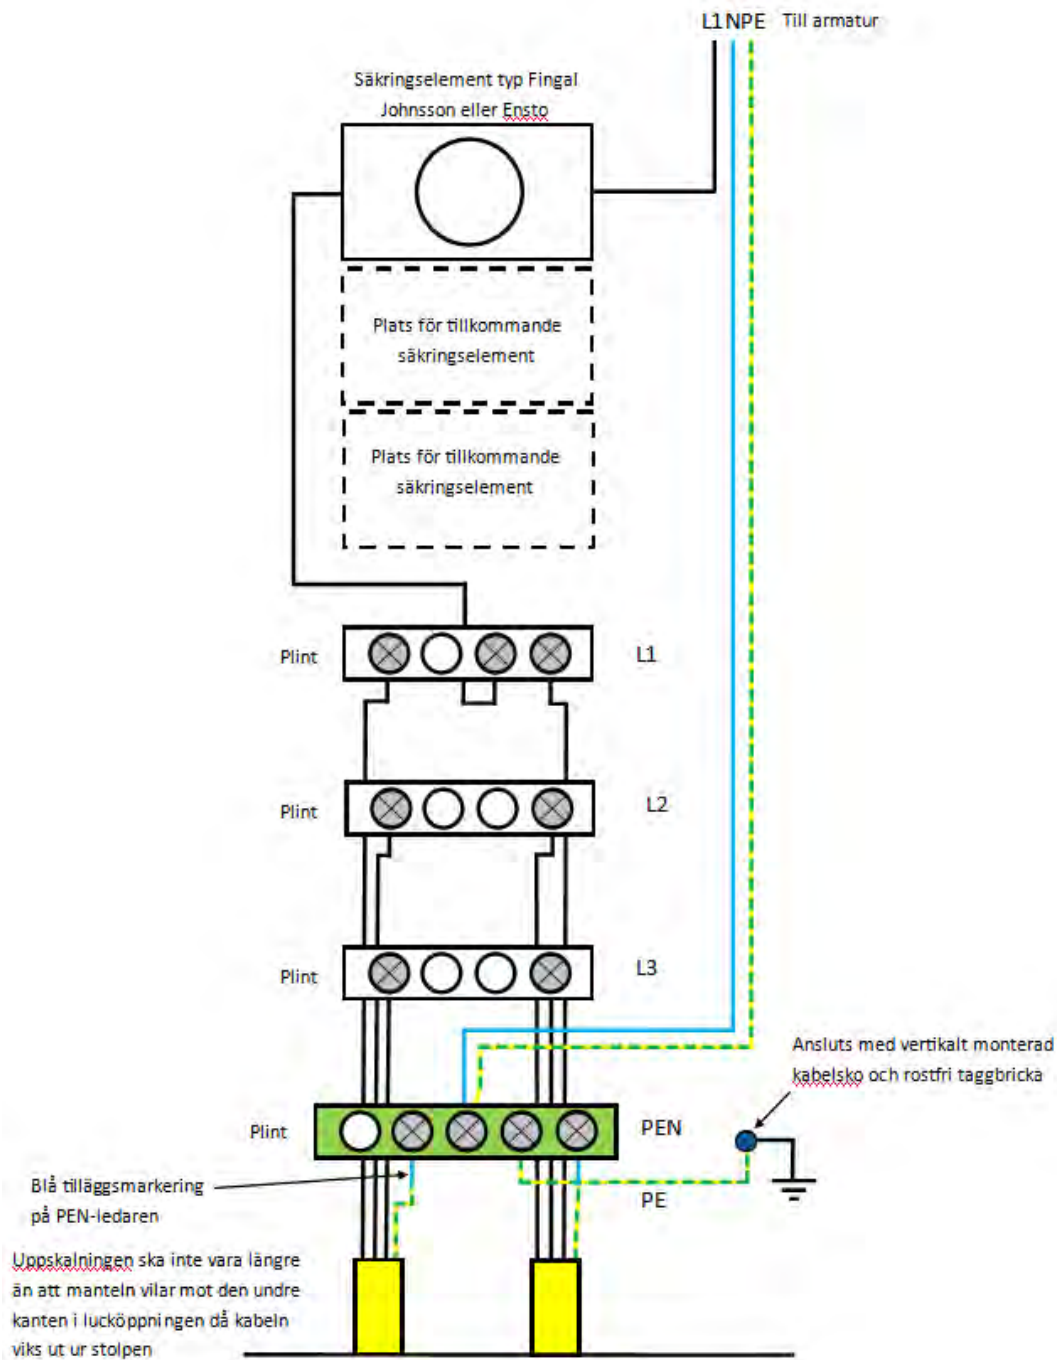 L1NPE Till armatur
Säkringselement typ Fingal
Johnsson eller Ensto
Plats för tillkommande
säkringselement
Plats för tillkommande
säkringselement
Plint L1
Plint L2
Plint L3
Ansluts med vertikalt monterad
kabelsko och rostfri taggbricka
Plint PEN
PE
Blå tilläggsmarkering
på PEN-ledaren
Uppskalningen ska inte vara längre
än att manteln vilar mot den undre
kanten i lucköppningen då kabeln
viks ut ur stolpen